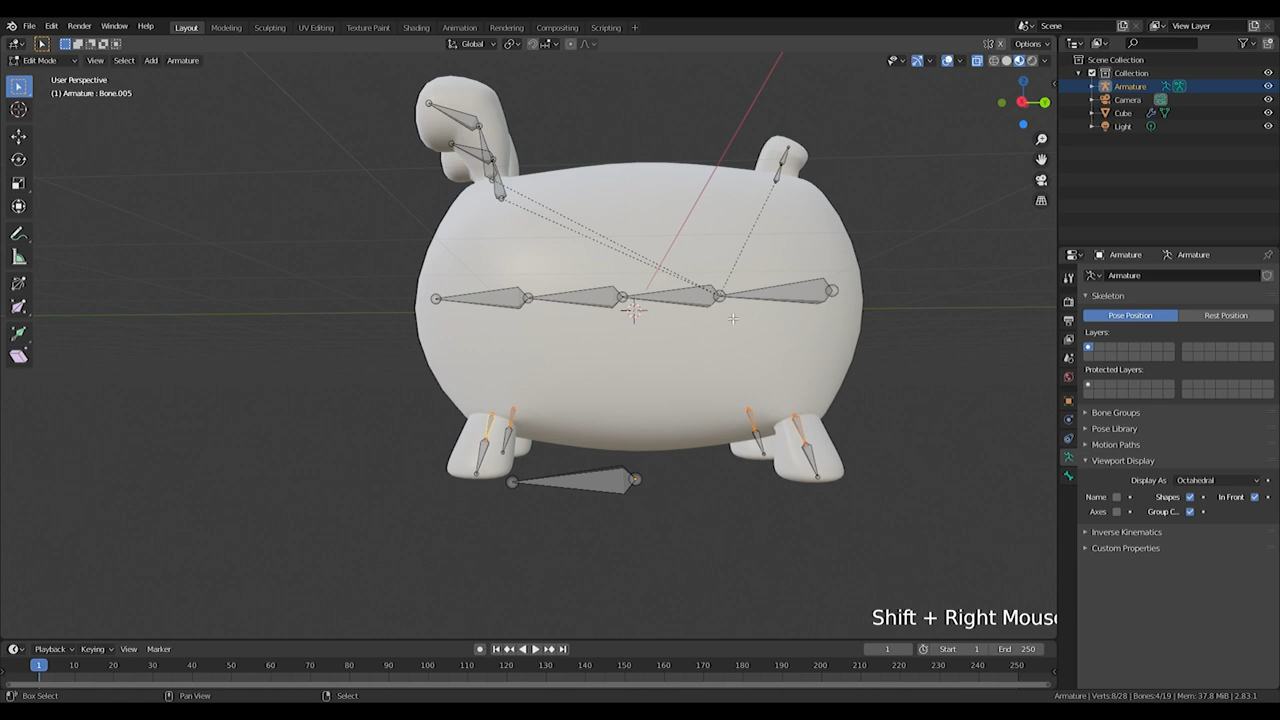 File Edit Render Window Help Layout Modeling Sculpting UV Editing Texture Paint Shading Animation Rendering Compositing Scripting + Scene View Layer
Global Options
Edit Mode View Select Add Armature
User Perspective
(1) Armature : Bone.005
Scene Collection
Collection
Armature
Camera
Cube
Light
Armature Armature
Armature
Skeleton
Pose Position Rest Position
Layers:
Protected Layers:
Bone Groups
Pose Library
Motion Paths
Viewport Display
Display As Octahedral
Name Shapes In Front
Axes Group C...
Inverse Kinematics
Custom Properties
Shift + Right Mouse
Playback Keying View Marker 1 Start 1 End 250
1 10 20 30 40 50 60 70 80 90 100 110 120 130 140 150 160 170 180 190 200 210 220 230 240 250
Box Select Pan View Select Armature | Verts:8/28 | Bones:4/19 | Mem: 37.8 MiB | 2.83.1